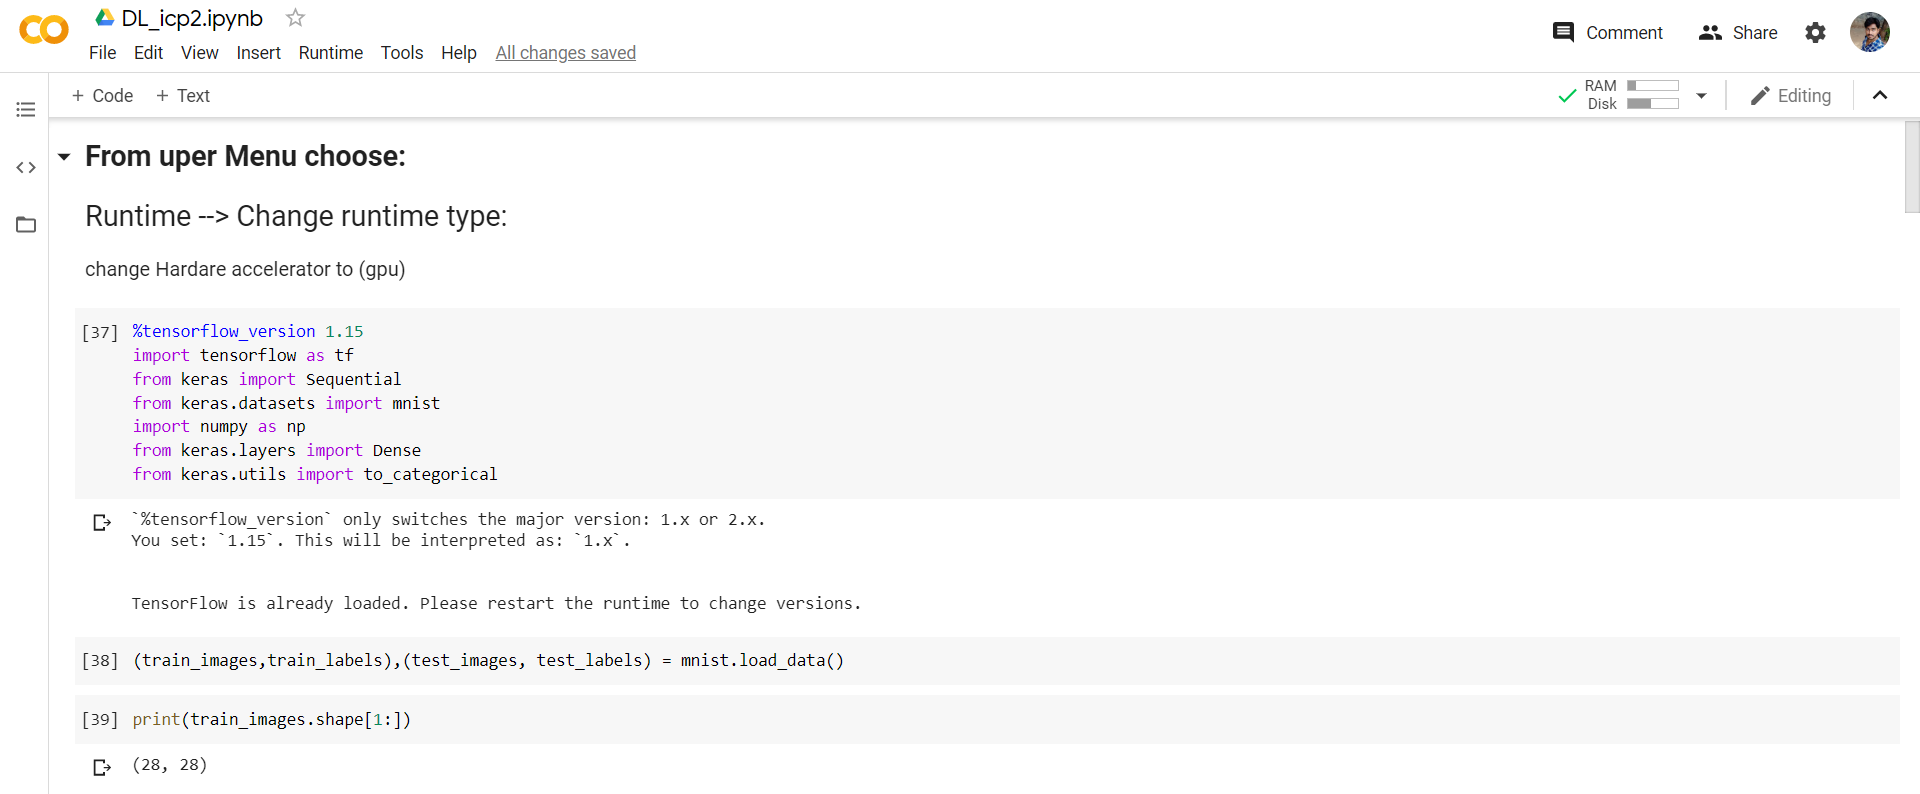 DL_icp2.ipynb
File Edit View Insert Runtime Tools Help All changes saved
Comment Share
+ Code + Text
RAM
Disk
Editing
From uper Menu choose:
Runtime --> Change runtime type:
change Hardare accelerator to (gpu)
[37] %tensorflow_version 1.15
import tensorflow as tf
from keras import Sequential
from keras.datasets import mnist
import numpy as np
from keras.layers import Dense
from keras.utils import to_categorical
`%tensorflow_version` only switches the major version: 1.x or 2.x.
You set: `1.15`. This will be interpreted as: `1.x`.
TensorFlow is already loaded. Please restart the runtime to change versions.
[38] (train_images,train_labels),(test_images, test_labels) = mnist.load_data()
[39] print(train_images.shape[1:])
(28, 28)